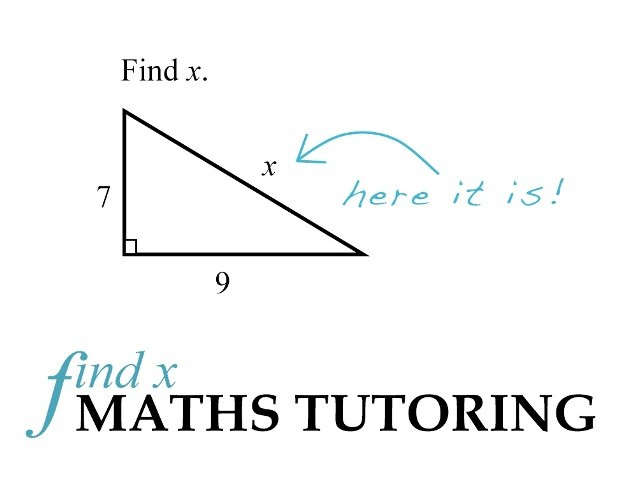 Find x.
x
7
here it is!
9
find x
MATHS TUTORING